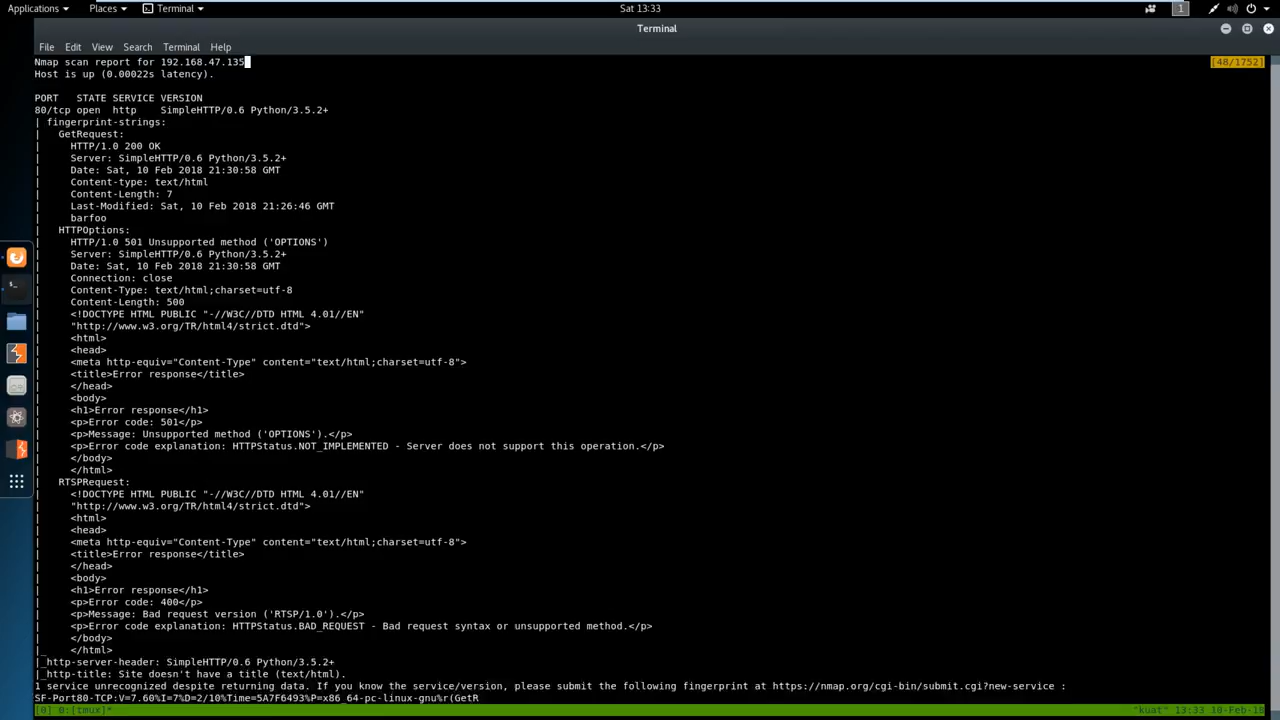 Applications Places Terminal Sat 13:33 1
Terminal
File Edit View Search Terminal Help
Nmap scan report for 192.168.47.135 [48/1752]
Host is up (0.00022s latency).
PORT STATE SERVICE VERSION
80/tcp open http SimpleHTTP/0.6 Python/3.5.2+
| fingerprint-strings:
| GetRequest:
| HTTP/1.0 200 OK
| Server: SimpleHTTP/0.6 Python/3.5.2+
| Date: Sat, 10 Feb 2018 21:30:58 GMT
| Content-type: text/html
| Content-Length: 7
| Last-Modified: Sat, 10 Feb 2018 21:26:46 GMT
| barfoo
| HTTPOptions:
| HTTP/1.0 501 Unsupported method ('OPTIONS')
| Server: SimpleHTTP/0.6 Python/3.5.2+
| Date: Sat, 10 Feb 2018 21:30:58 GMT
| Connection: close
| Content-Type: text/html;charset=utf-8
| Content-Length: 500
| <!DOCTYPE HTML PUBLIC "-//W3C//DTD HTML 4.01//EN"
| "http://www.w3.org/TR/html4/strict.dtd">
| <html>
| <head>
| <meta http-equiv="Content-Type" content="text/html;charset=utf-8">
| <title>Error response</title>
| </head>
| <body>
| <h1>Error response</h1>
| <p>Error code: 501</p>
| <p>Message: Unsupported method ('OPTIONS').</p>
| <p>Error code explanation: HTTPStatus.NOT_IMPLEMENTED - Server does not support this operation.</p>
| </body>
| </html>
| RTSPRequest:
| <!DOCTYPE HTML PUBLIC "-//W3C//DTD HTML 4.01//EN"
| "http://www.w3.org/TR/html4/strict.dtd">
| <html>
| <head>
| <meta http-equiv="Content-Type" content="text/html;charset=utf-8">
| <title>Error response</title>
| </head>
| <body>
| <h1>Error response</h1>
| <p>Error code: 400</p>
| <p>Message: Bad request version ('RTSP/1.0').</p>
| <p>Error code explanation: HTTPStatus.BAD_REQUEST - Bad request syntax or unsupported method.</p>
| </body>
|_ </html>
|_http-server-header: SimpleHTTP/0.6 Python/3.5.2+
|_http-title: Site doesn't have a title (text/html).
1 service unrecognized despite returning data. If you know the service/version, please submit the following fingerprint at https://nmap.org/cgi-bin/submit.cgi?new-service :
SF-Port80-TCP:V=7.60%I=7%D=2/10%Time=5A7F6493%P=x86_64-pc-linux-gnu%r(GetR
[0] 0:[tmux]* "kuat" 13:33 10-Feb-18